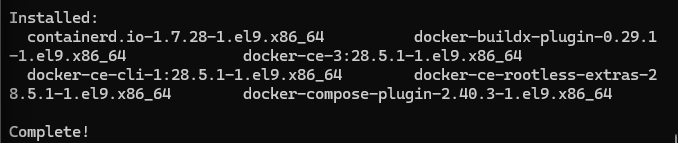 Installed:
  containerd.io-1.7.28-1.el9.x86_64          docker-buildx-plugin-0.29.1
-1.el9.x86_64             docker-ce-3:28.5.1-1.el9.x86_64
  docker-ce-cli-1:28.5.1-1.el9.x86_64        docker-ce-rootless-extras-2
8.5.1-1.el9.x86_64        docker-compose-plugin-2.40.3-1.el9.x86_64

Complete!